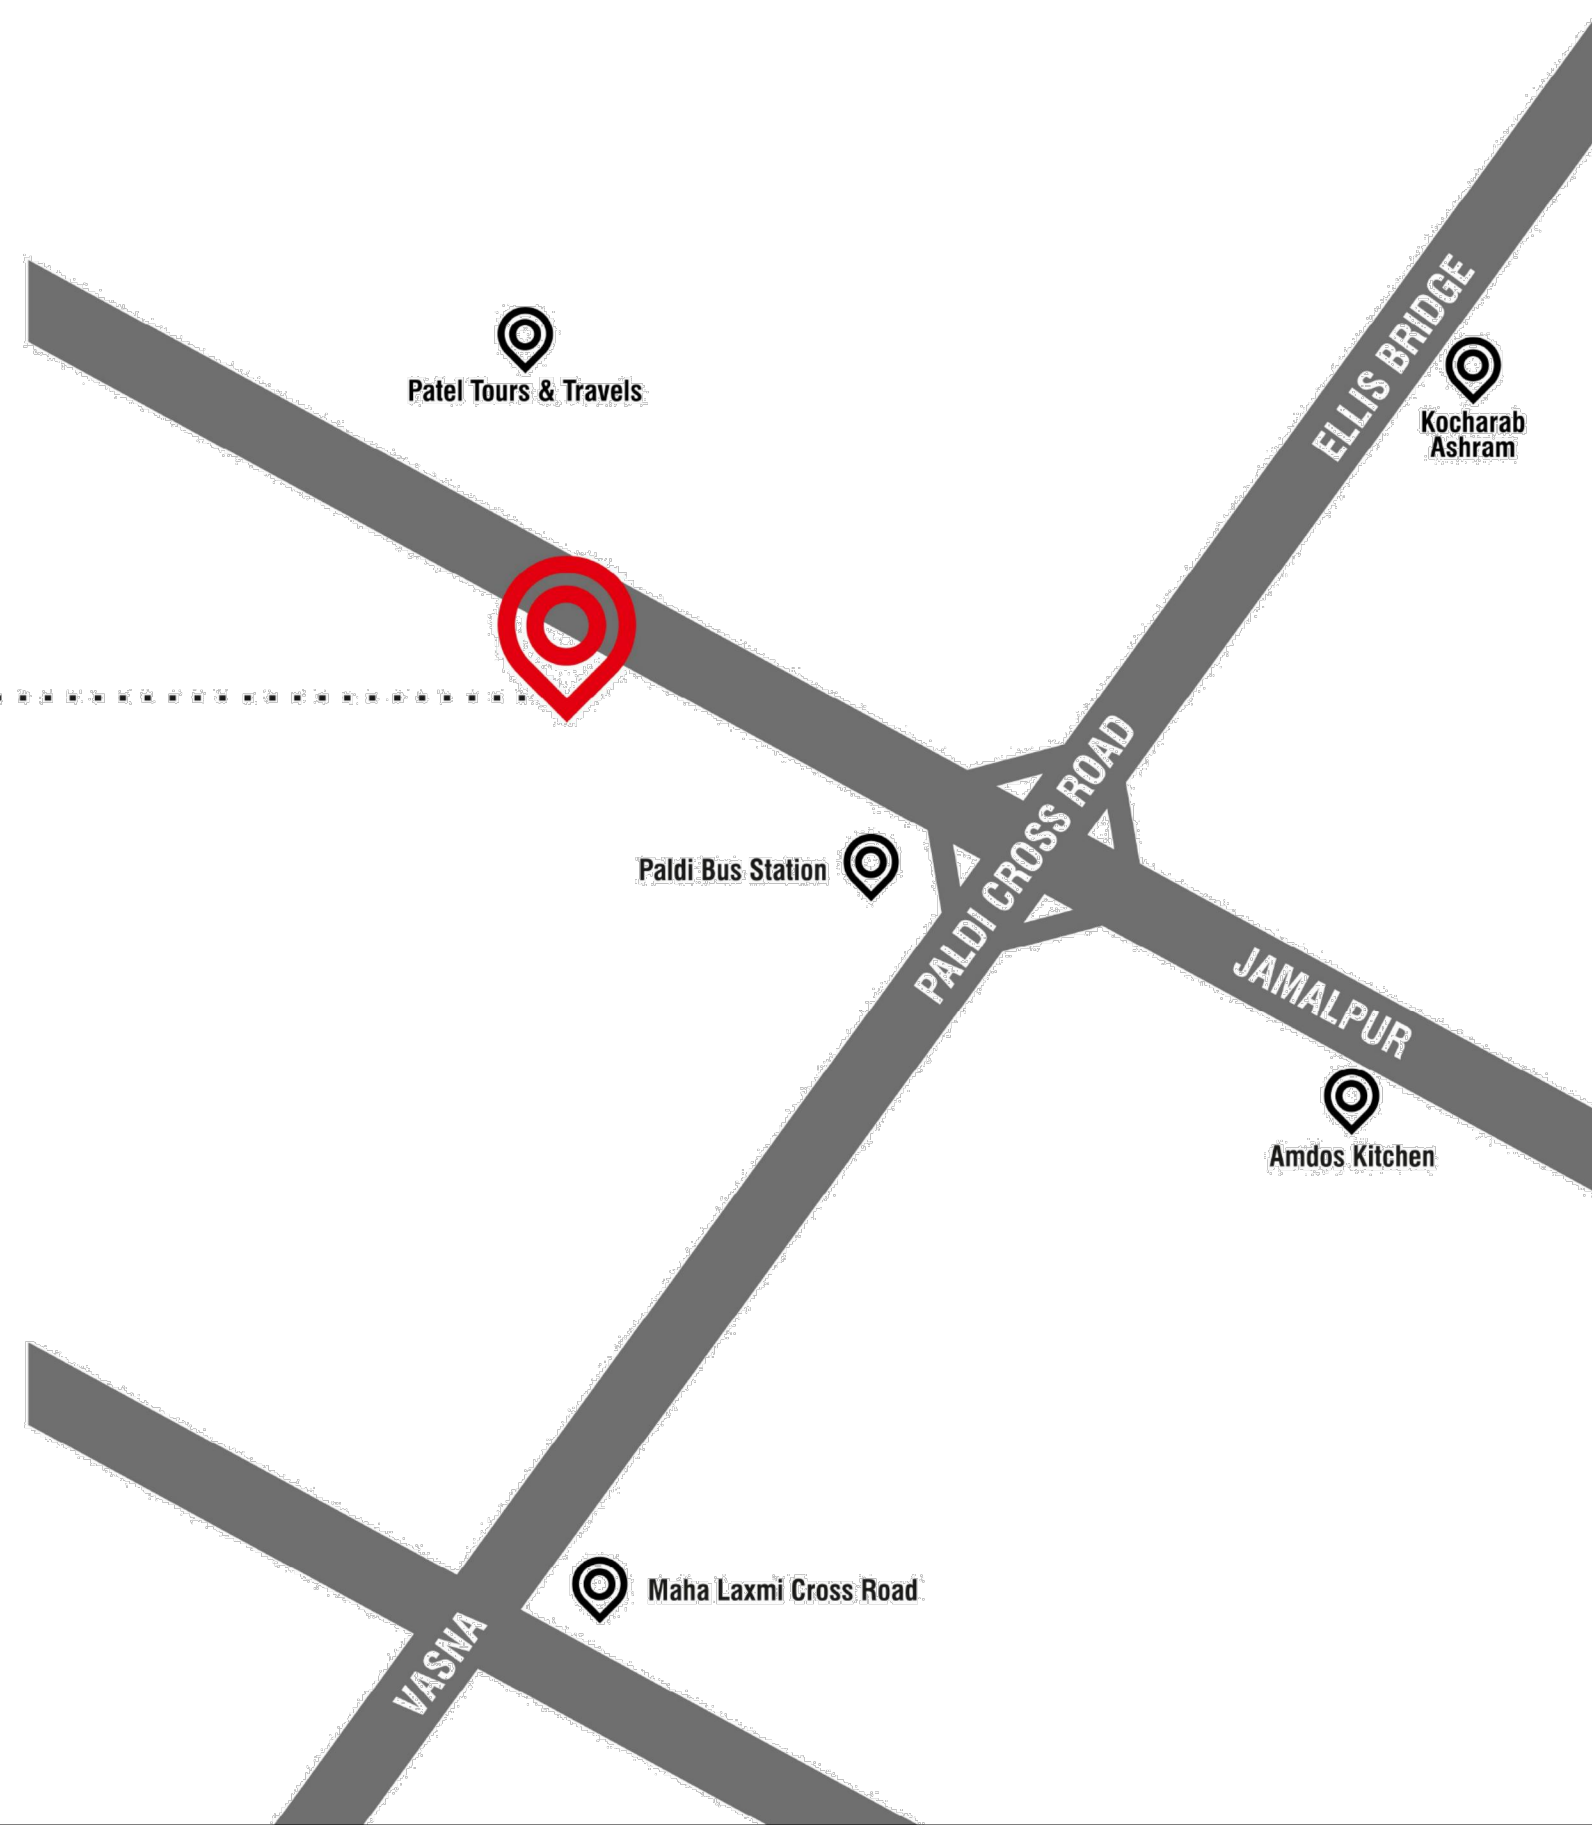 ELLIS BRIDGE
Patel Tours & Travels
Kocharab
Ashram
PALDI CROSS ROAD
Paldi Bus Station
JAMALPUR
Amdos Kitchen
Maha Laxmi Cross Road
VASNA